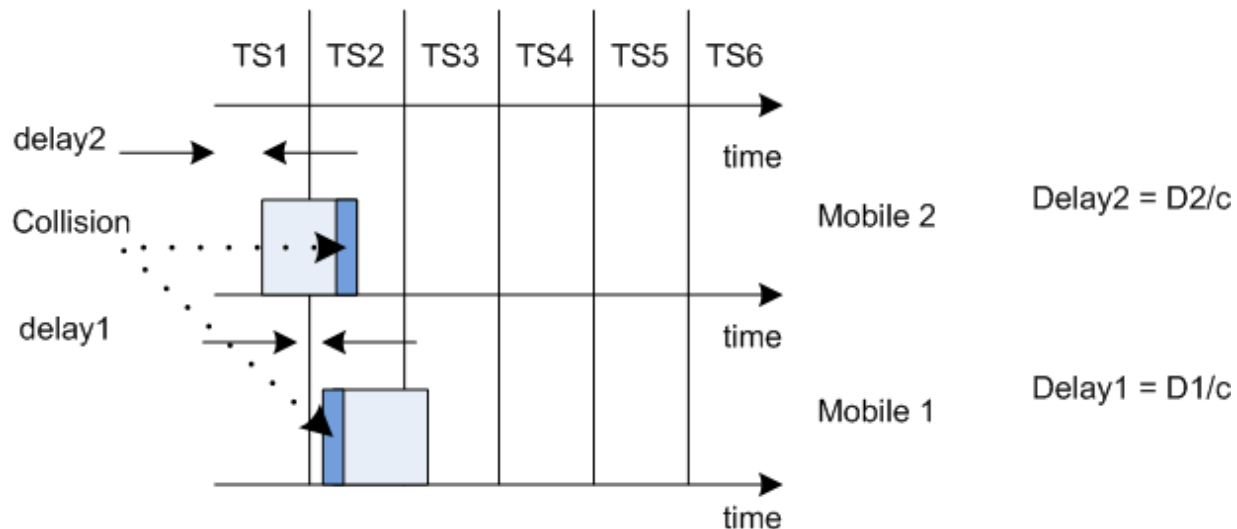 TS1 TS2 TS3 TS4 TS5 TS6
delay2
time
Mobile 2
Delay2 = D2/c
Collision
delay1
time
Mobile 1
Delay1 = D1/c
time